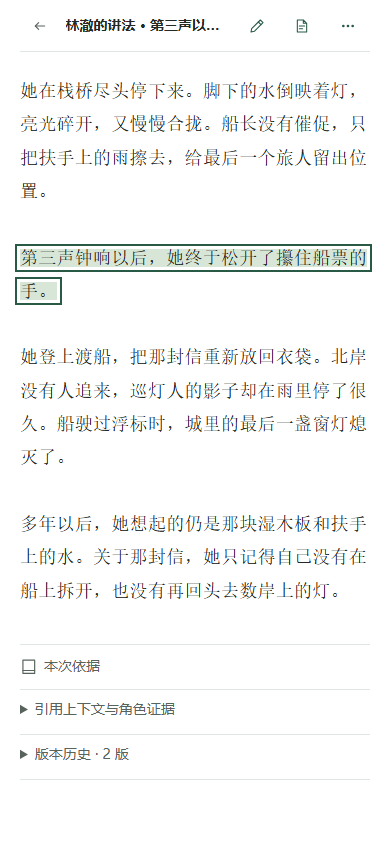 林澈的讲法·第三声以...
她在栈桥尽头停下来。脚下的水倒映着灯，
亮光碎开，又慢慢合拢。船长没有催促，只
把扶手上的雨擦去，给最后一个旅人留出位
置。
第三声钟响以后，她终于松开了攥住船票的
手。
她登上渡船，把那封信重新放回衣袋。北岸
没有人追来，巡灯人的影子却在雨里停了很
久。船驶过浮标时，城里的最后一盏窗灯熄
灭了。
多年以后，她想起的仍是那块湿木板和扶手
上的水。关于那封信，她只记得自己没有在
船上拆开，也没有再回头去数岸上的灯。
本次依据
引用上下文与角色证据
版本历史·2 版